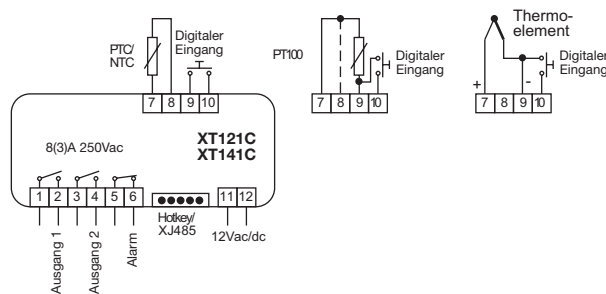 PTC/
NTC
Digitaler
Eingang
7 8 9 10
XT121C
XT141C
8(3)A 250Vac
1 2 3 4 5 6
11 12
Hotkey/
XJ485
12Vac/dc
Ausgang 1
Ausgang 2
Alarm
PT100
Digitaler
Eingang
7 8 9 10
Thermo-
element
Digitaler
Eingang
+ -
7 8 9 10